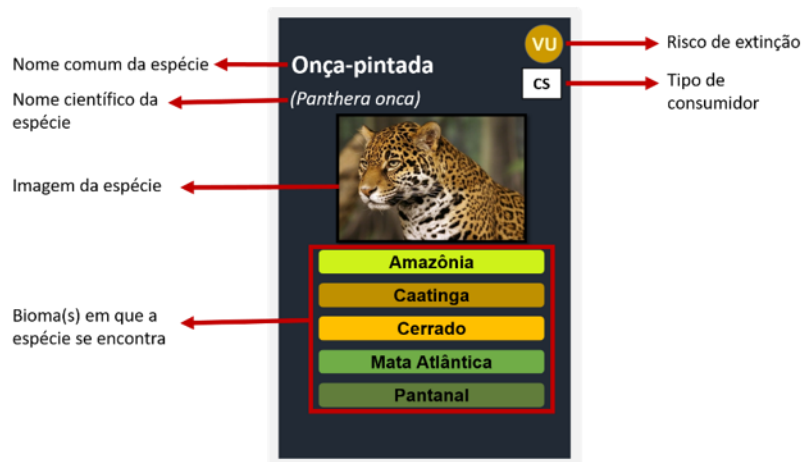 VU
Risco de extinção
Nome comum da espécie
Onça-pintada
CS
Tipo de
consumidor
Nome científico da
espécie
(Panthera onca)
Imagem da espécie
Amazônia
Caatinga
Bioma(s) em que a
espécie se encontra
Cerrado
Mata Atlântica
Pantanal